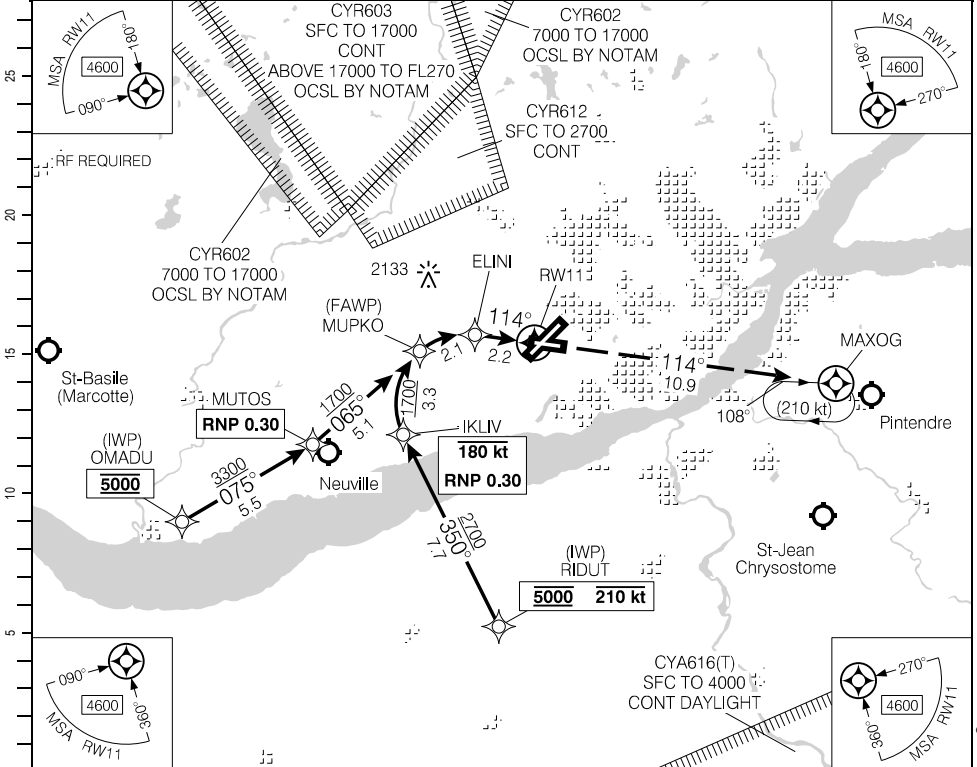 MSA RW11
180°
4600
090°
CYR603
SFC TO 17000
CONT
ABOVE 17000 TO FL270
OCSL BY NOTAM
CYR602
7000 TO 17000
OCSL BY NOTAM
MSA RW11
180°
4600
270°
CYR612
SFC TO 2700
CONT
25
RF REQUIRED
20
CYR602
7000 TO 17000
OCSL BY NOTAM
2133
ELINI
RW11
(FAWP)
MUPKO
114°
2.1
2.2
15
114°
10.9
MAXOG
St-Basile
(Marcotte)
MUTOS
RNP 0.30
1700
065°
5.1
1700
3.3
108°
(210 kt)
Pintendre
IKLIV
180 kt
RNP 0.30
(IWP)
OMADU
5000
3300
075°
5.5
Neuville
10
2700
350°
7.7
St-Jean
Chrysostome
(IWP)
RIDUT
5000 210 kt
5
090°
4600
360°
MSA RW11
CYA616(T)
SFC TO 4000
CONT DAYLIGHT
270°
4600
360°
MSA RW11